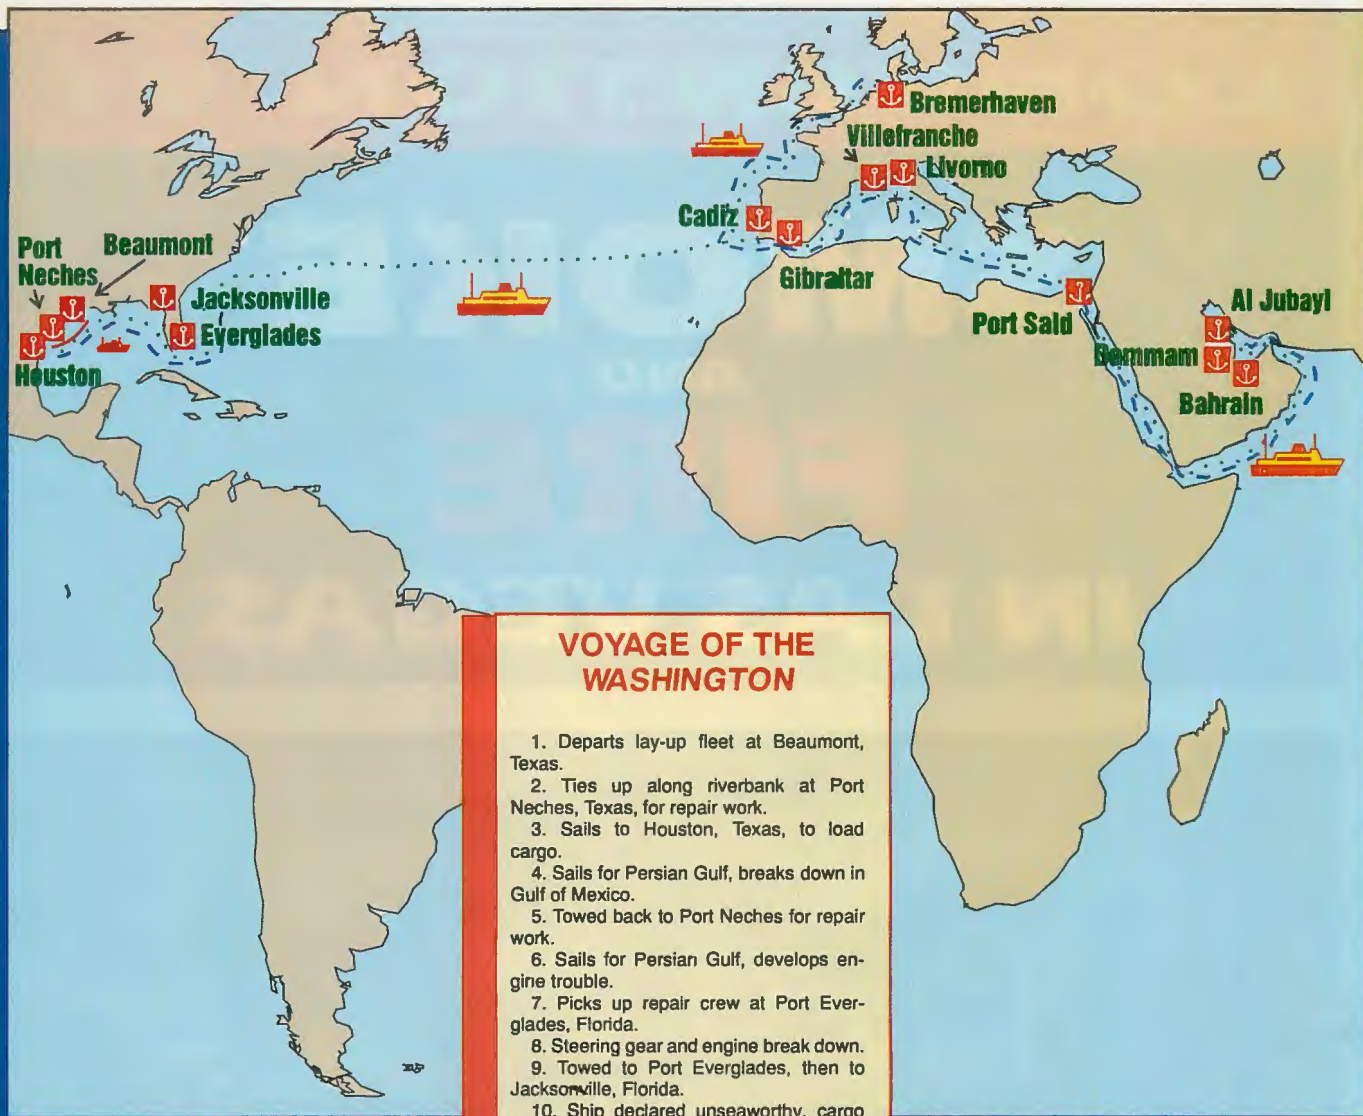 Bremerhaven
Villefranche
Livorno
Cadiz
Gibraltar
Port
Neches
Beaumont
Jacksonville
Everglades
Houston
Port Said
Al Jubayl
Dammam
Bahrain
VOYAGE OF THE
WASHINGTON
1. Departs lay-up fleet at Beaumont,
Texas.
2. Ties up along riverbank at Port
Neches, Texas, for repair work.
3. Sails to Houston, Texas, to load
cargo.
4. Sails for Persian Gulf, breaks down in
Gulf of Mexico.
5. Towed back to Port Neches for repair
work.
6. Sails for Persian Gulf, develops en-
gine trouble.
7. Picks up repair crew at Port Ever-
glades, Florida.
8. Steering gear and engine break down.
9. Towed to Port Everglades, then to
Jacksonville, Florida.
10. Ship declared unseaworthy, cargo